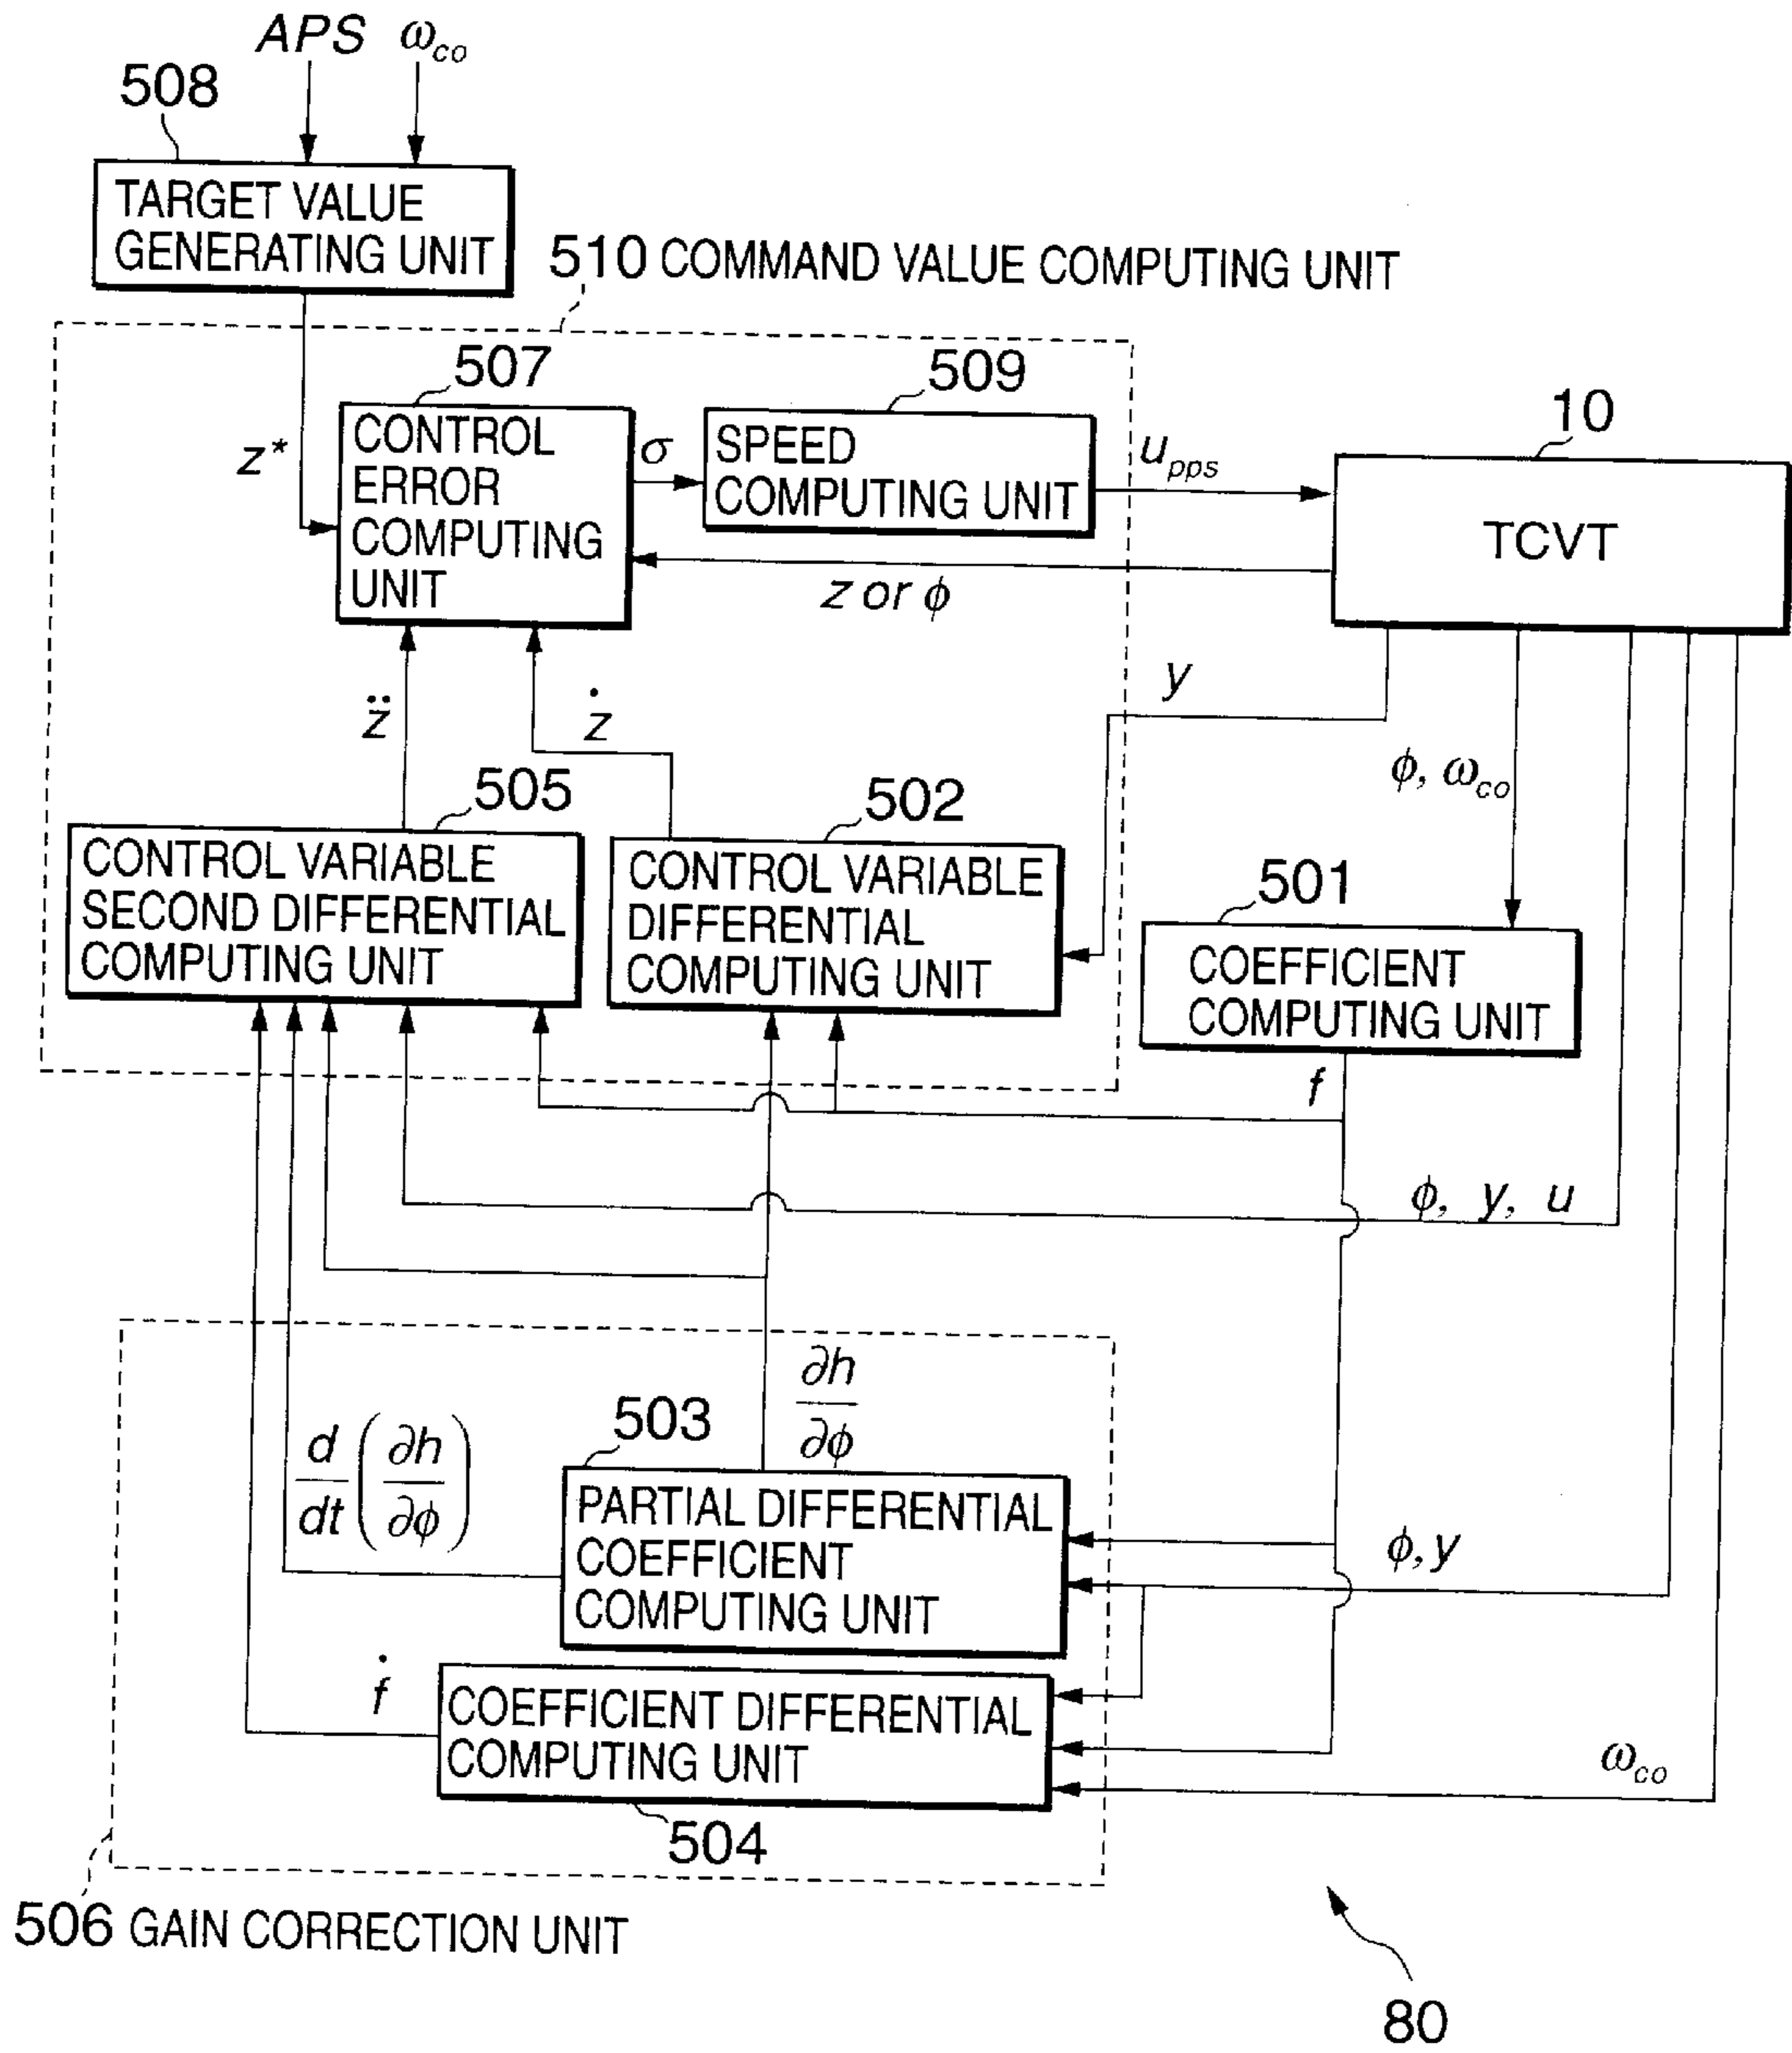 APS ω_co
508
TARGET VALUE
GENERATING UNIT
510 COMMAND VALUE COMPUTING UNIT
507
509
10
z*
CONTROL
ERROR
COMPUTING
UNIT
σ
SPEED
COMPUTING UNIT
u_pps
TCVT
z or ϕ
y
z̈
ż
ϕ, ω_co
505
502
501
CONTROL VARIABLE
SECOND DIFFERENTIAL
COMPUTING UNIT
CONTROL VARIABLE
DIFFERENTIAL
COMPUTING UNIT
COEFFICIENT
COMPUTING UNIT
f
ϕ, y, u
∂h/∂ϕ
503
d/dt (∂h/∂ϕ)
PARTIAL DIFFERENTIAL
COEFFICIENT
COMPUTING UNIT
ϕ, y
ḟ
COEFFICIENT DIFFERENTIAL
COMPUTING UNIT
ω_co
504
506 GAIN CORRECTION UNIT
80